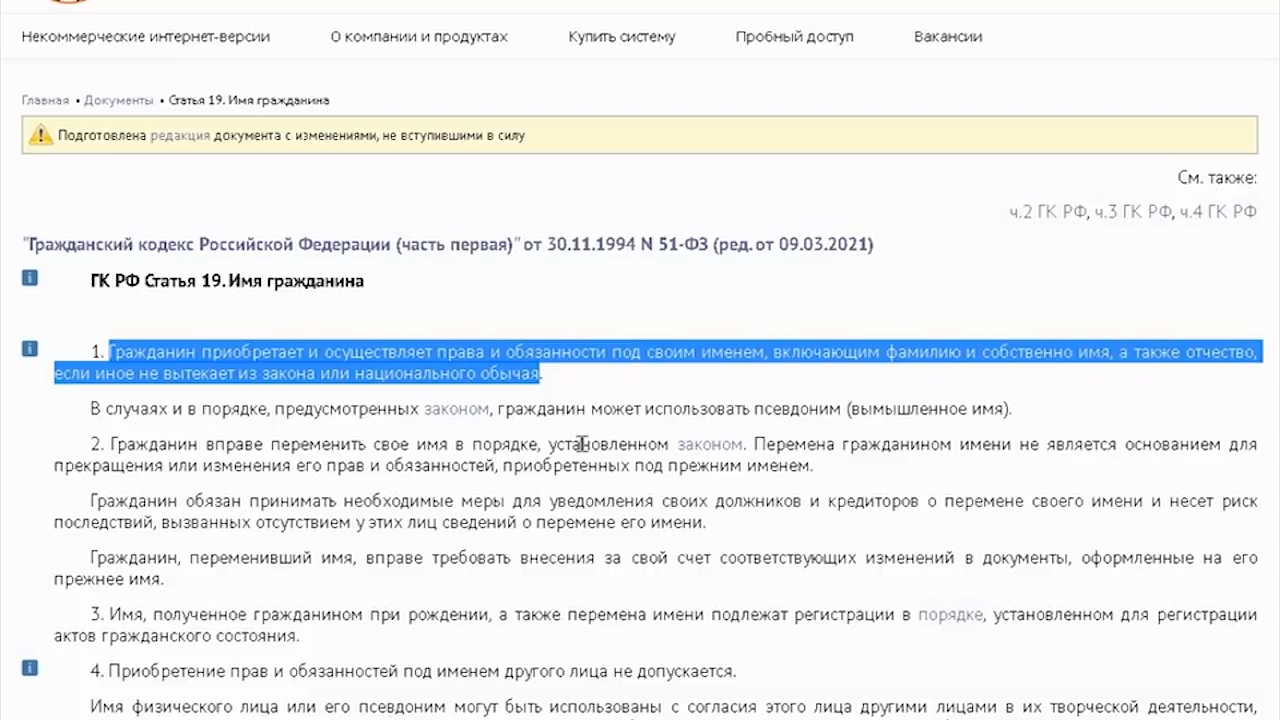 Некоммерческие интернет-версии О компании и продуктах Купить систему Пробный доступ Вакансии
Главная • Документы • Статья 19. Имя гражданина
Подготовлена редакция документа с изменениями, не вступившими в силу
См. также:
ч.2 ГК РФ, ч.3 ГК РФ, ч.4 ГК РФ
"Гражданский кодекс Российской Федерации (часть первая)" от 30.11.1994 N 51-ФЗ (ред. от 09.03.2021)
ГК РФ Статья 19. Имя гражданина
1. Гражданин приобретает и осуществляет права и обязанности под своим именем, включающим фамилию и собственно имя, а также отчество,
если иное не вытекает из закона или национального обычая.
В случаях и в порядке, предусмотренных законом, гражданин может использовать псевдоним (вымышленное имя).
2. Гражданин вправе переменить свое имя в порядке, установленном законом. Перемена гражданином имени не является основанием для
прекращения или изменения его прав и обязанностей, приобретенных под прежним именем.
Гражданин обязан принимать необходимые меры для уведомления своих должников и кредиторов о перемене своего имени и несет риск
последствий, вызванных отсутствием у этих лиц сведений о перемене его имени.
Гражданин, переменивший имя, вправе требовать внесения за свой счет соответствующих изменений в документы, оформленные на его
прежнее имя.
3. Имя, полученное гражданином при рождении, а также перемена имени подлежат регистрации в порядке, установленном для регистрации
актов гражданского состояния.
4. Приобретение прав и обязанностей под именем другого лица не допускается.
Имя физического лица или его псевдоним могут быть использованы с согласия этого лица другими лицами в их творческой деятельности,